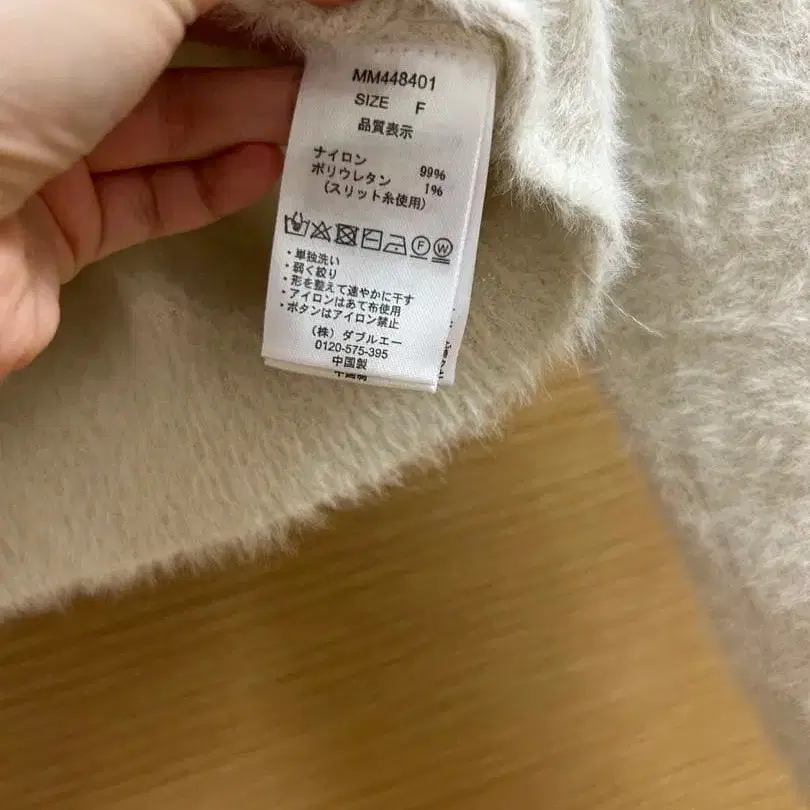 MM448401
SIZE F
品質表示
ナイロン 99%
ポリウレタン 1%
(スリット糸使用)
F W
・単独洗い
・弱く絞り
・形を整えて速やかに干す
・アイロンはあて布使用
・ボタンはアイロン禁止
(株) ダブルエー
0120-575-395
中国製
中国製